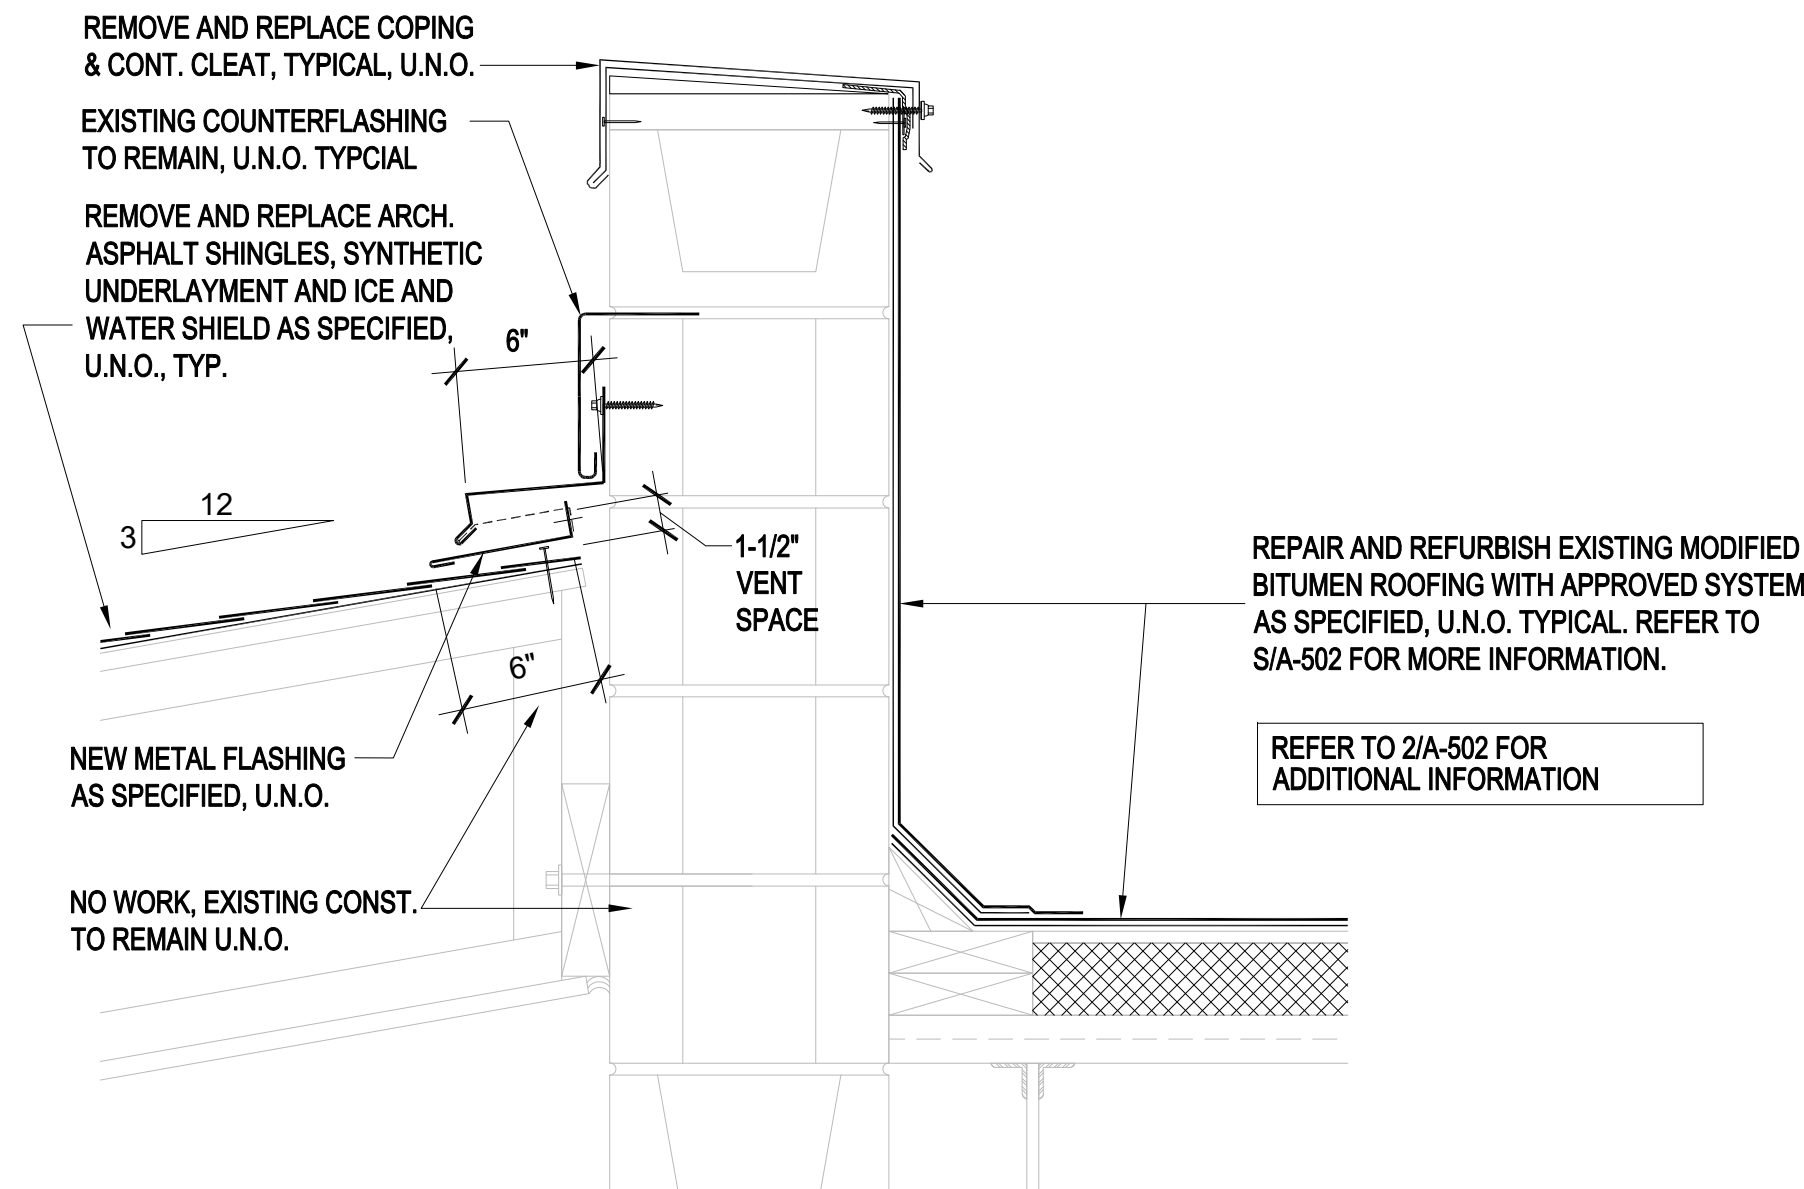 REMOVE AND REPLACE COPING
& CONT. CLEAT, TYPICAL, U.N.O.
EXISTING COUNTERFLASHING
TO REMAIN, U.N.O. TYPCIAL
REMOVE AND REPLACE ARCH.
ASPHALT SHINGLES, SYNTHETIC
UNDERLAYMENT AND ICE AND
WATER SHIELD AS SPECIFIED,
U.N.O., TYP.
6"
12
3
1-1/2"
VENT
SPACE
6"
NEW METAL FLASHING
AS SPECIFIED, U.N.O.
NO WORK, EXISTING CONST.
TO REMAIN U.N.O.
REPAIR AND REFURBISH EXISTING MODIFIED
BITUMEN ROOFING WITH APPROVED SYSTEM
AS SPECIFIED, U.N.O. TYPICAL. REFER TO
S/A-502 FOR MORE INFORMATION.
REFER TO 2/A-502 FOR
ADDITIONAL INFORMATION